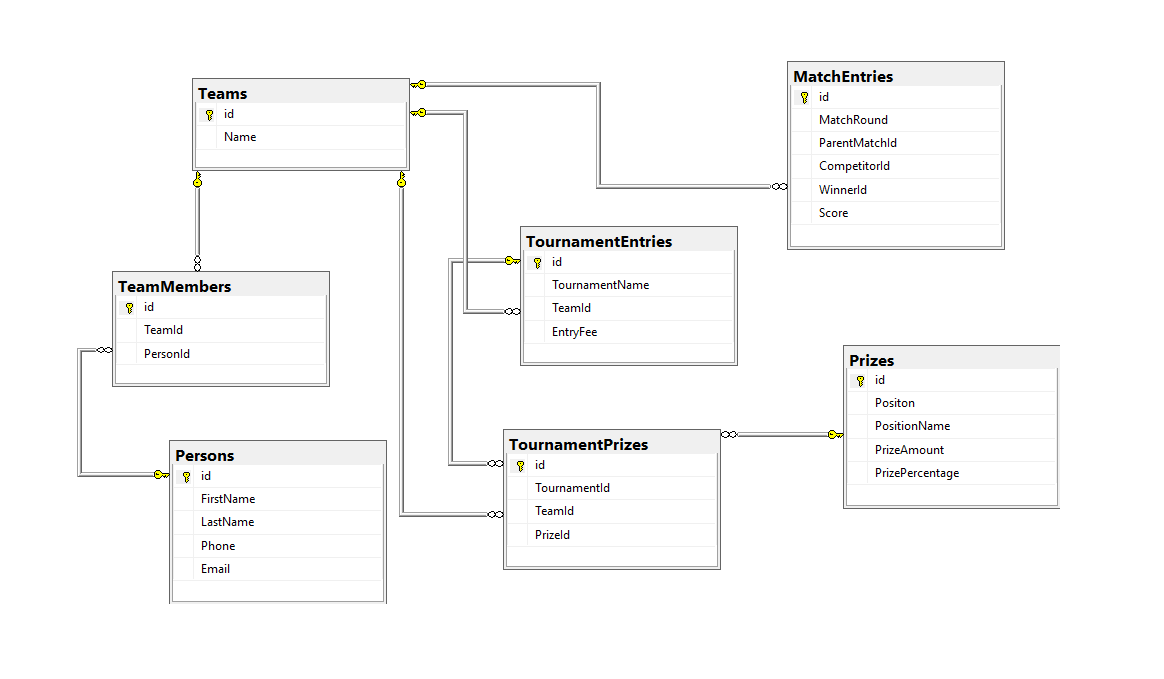 Teams
id
Name
MatchEntries
id
MatchRound
ParentMatchId
CompetitorId
WinnerId
Score
TournamentEntries
id
TournamentName
TeamId
EntryFee
TeamMembers
id
TeamId
PersonId
Prizes
id
Positon
PositionName
PrizeAmount
PrizePercentage
TournamentPrizes
id
TournamentId
TeamId
PrizeId
Persons
id
FirstName
LastName
Phone
Email